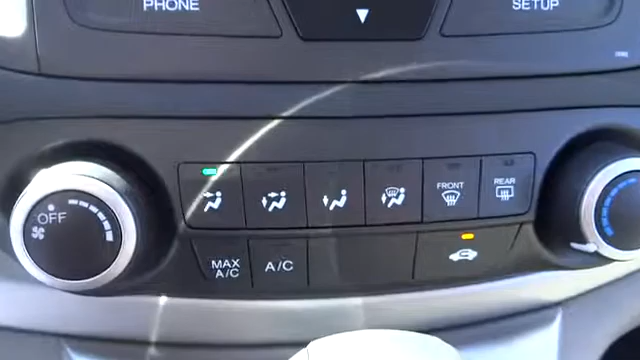 PHONE
SETUP
OFF
FRONT
REAR
MAX
A/C
A/C